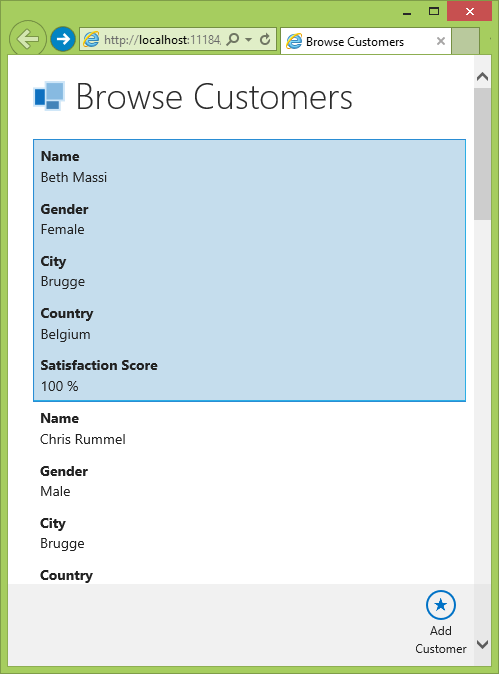 http://localhost:11184,
Browse Customers
Browse Customers
Name
Beth Massi
Gender
Female
City
Brugge
Country
Belgium
Satisfaction Score
100 %
Name
Chris Rummel
Gender
Male
City
Brugge
Country
Add
Customer